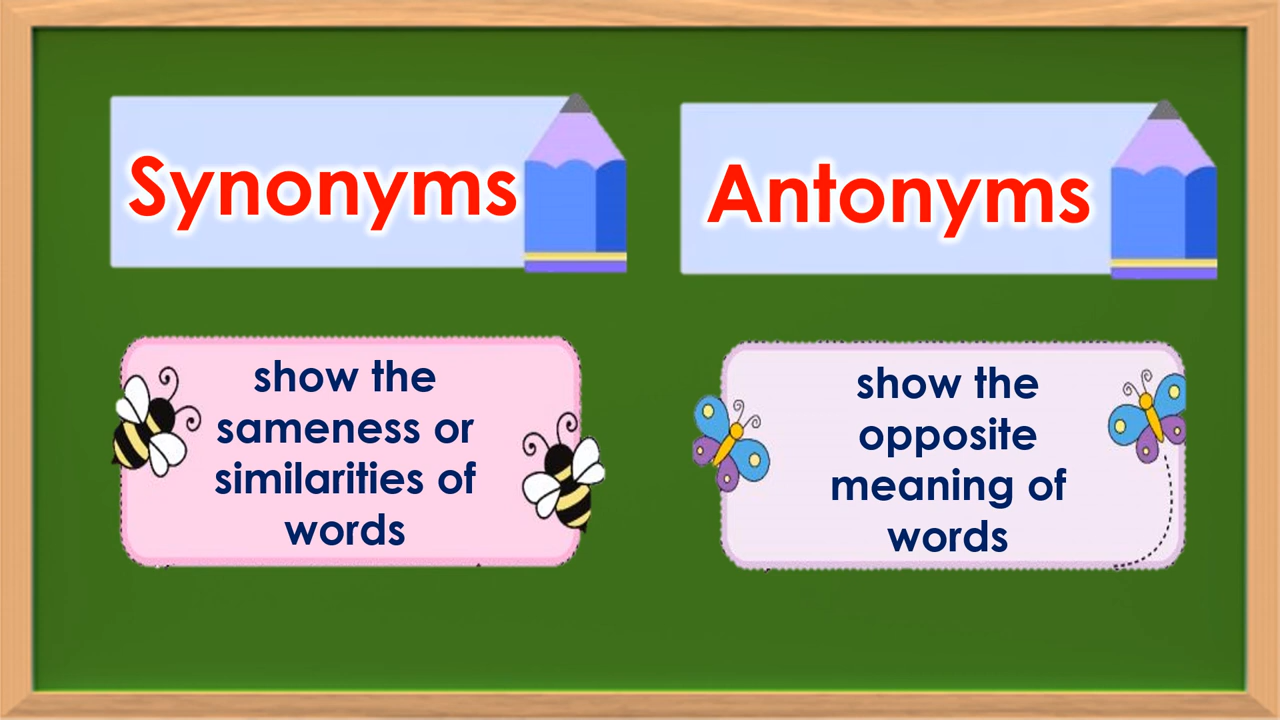 Synonyms
show the
sameness or
similarities of
words
Antonyms
show the
opposite
meaning of
words